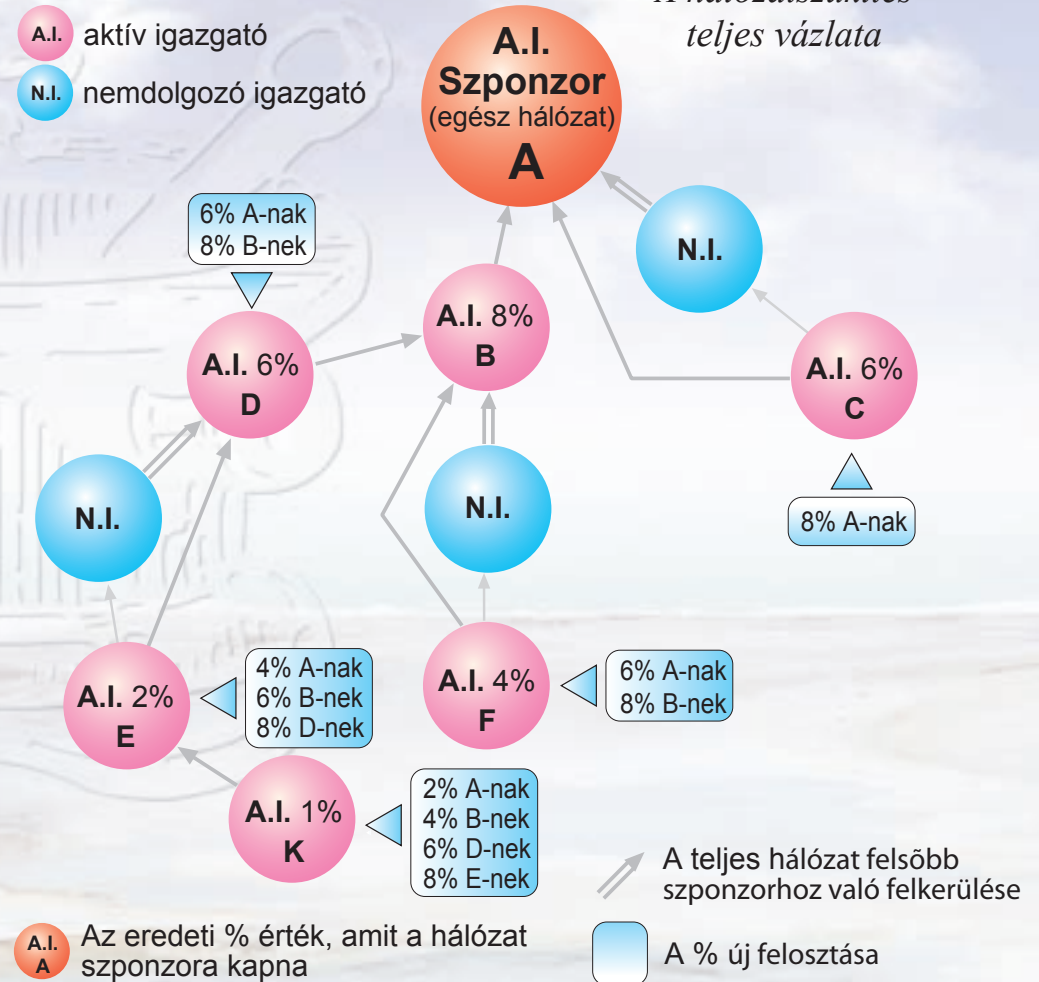 teljes vázlata
A.I. aktív igazgató
N.I. nemdolgozó igazgató
A.I.
Szponzor
(egész hálózat)
A
6% A-nak
8% B-nek
N.I.
A.I. 8%
B
A.I. 6%
D
A.I. 6%
C
N.I.
N.I.
8% A-nak
A.I. 2%
E
4% A-nak
6% B-nek
8% D-nek
A.I. 4%
F
6% A-nak
8% B-nek
A.I. 1%
K
2% A-nak
4% B-nek
6% D-nek
8% E-nek
A teljes hálózat felsõbb
szponzorhoz való felkerülése
A.I.
A
Az eredeti % érték, amit a hálózat
szponzora kapna
A % új felosztása